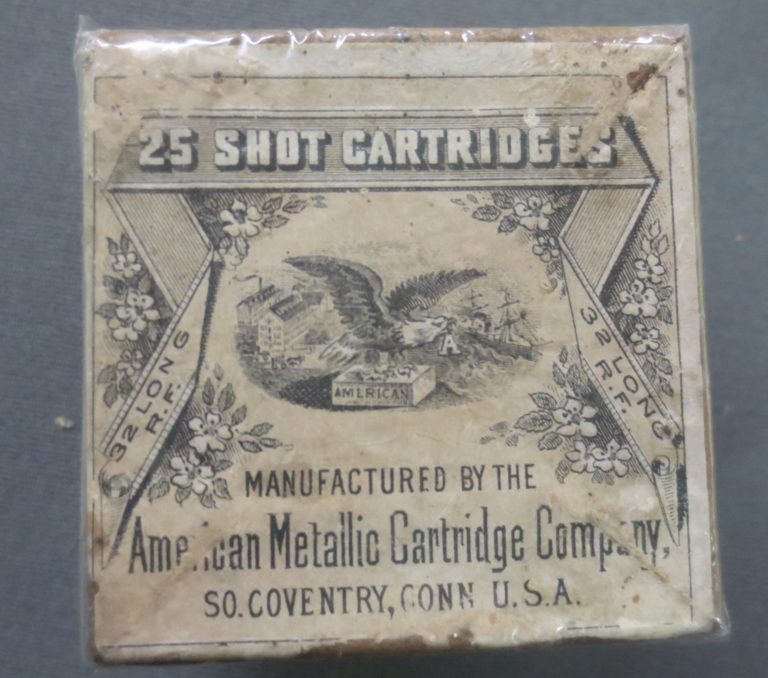 25 SHOT CARTRIDGES
32 LONG
R.F.
32 LONG
R.F.
AMERICAN
MANUFACTURED BY THE
American Metallic Cartridge Company,
SO. COVENTRY, CONN U.S.A.